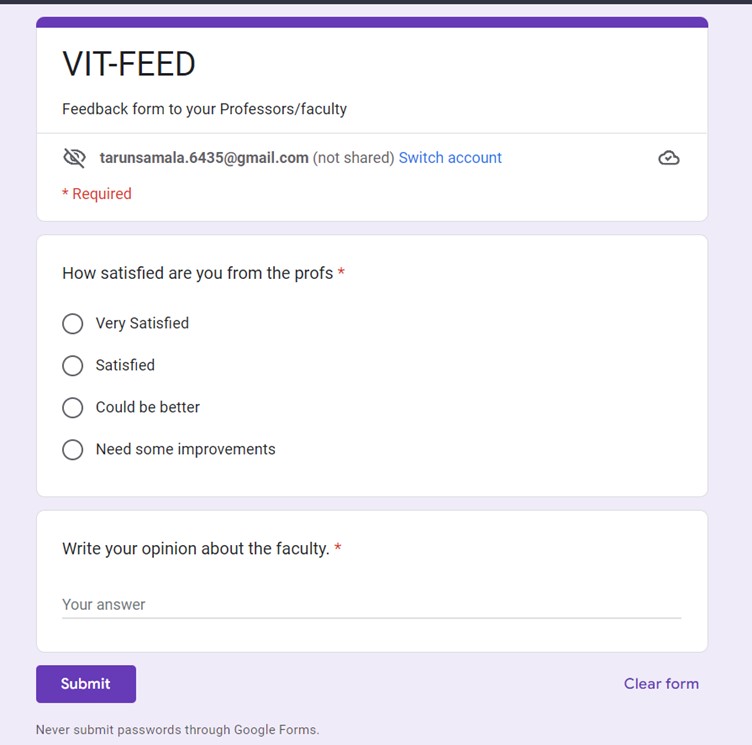 VIT-FEED
Feedback form to your Professors/faculty
tarunsamala.6435@gmail.com (not shared) Switch account
* Required
How satisfied are you from the profs *
Very Satisfied
Satisfied
Could be better
Need some improvements
Write your opinion about the faculty. *
Your answer
Submit
Clear form
Never submit passwords through Google Forms.